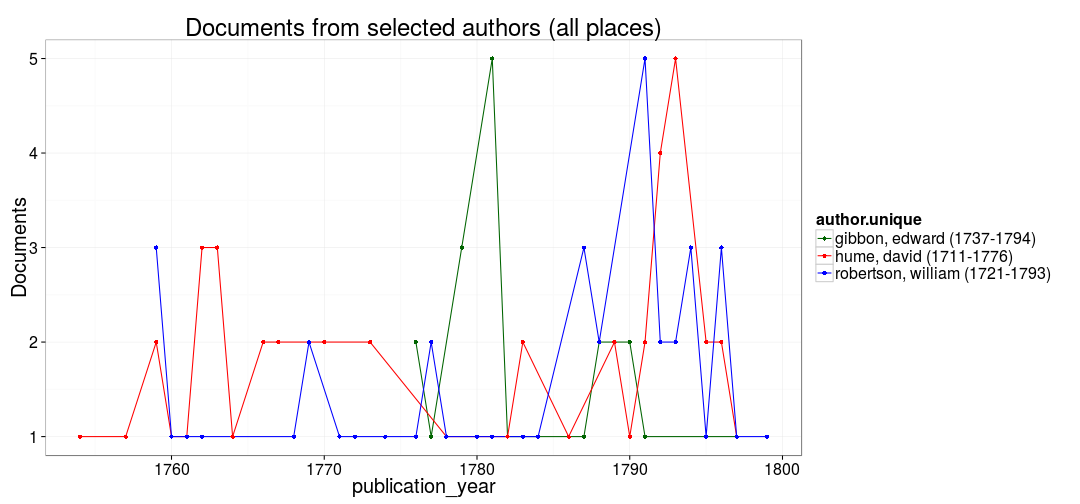 Documents from selected authors (all places)
5
4
3
2
1
Documents
1760
1770
1780
1790
1800
publication_year
author.unique
gibbon, edward (1737-1794)
hume, david (1711-1776)
robertson, william (1721-1793)